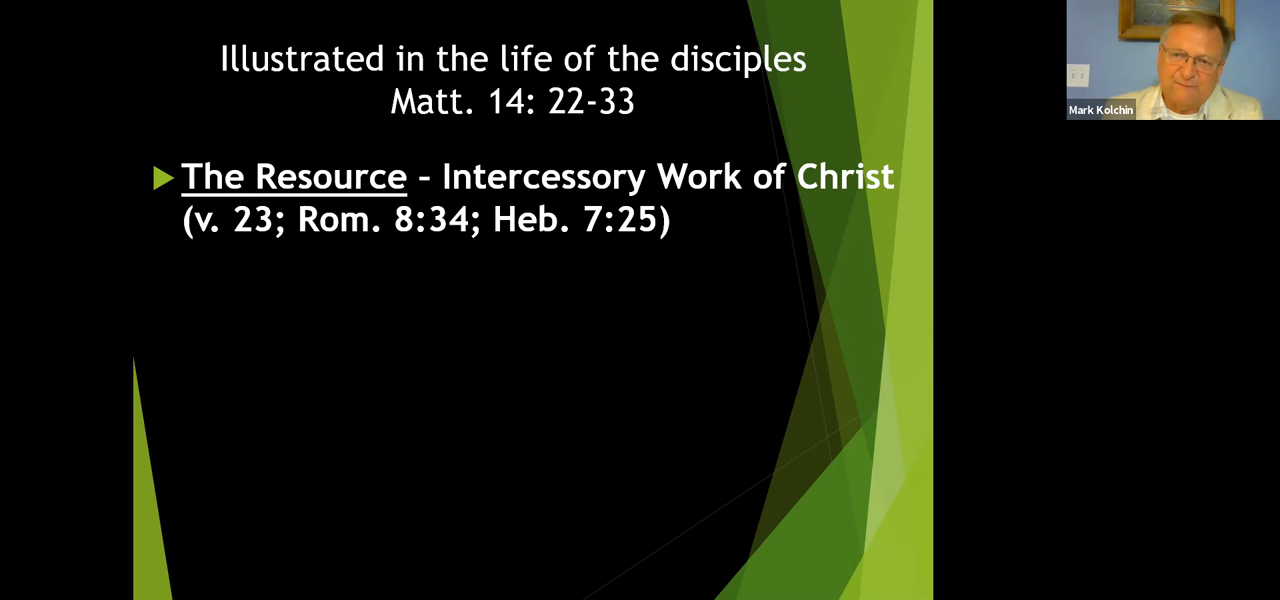 Illustrated in the life of the disciples
Matt. 14: 22-33
The Resource – Intercessory Work of Christ
(v. 23; Rom. 8:34; Heb. 7:25)
Mark Kolchin